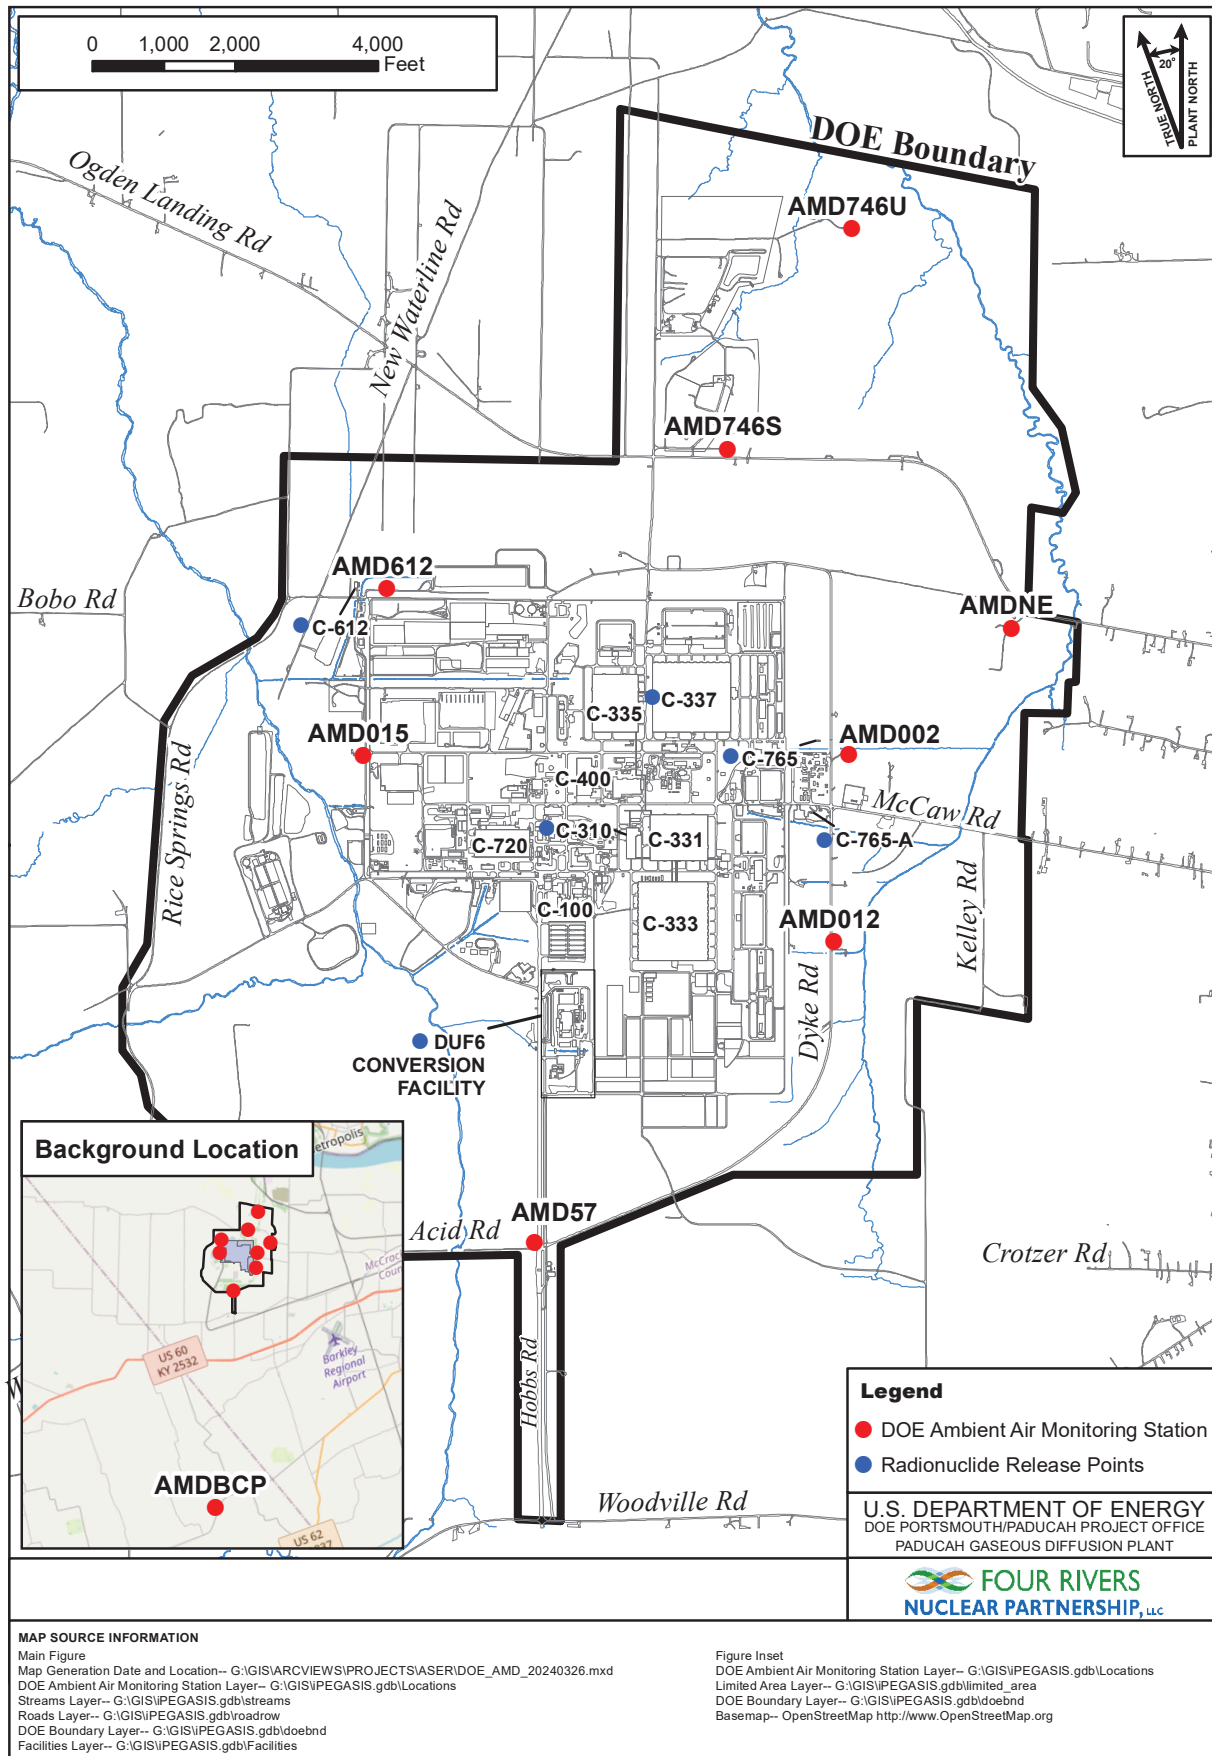 0 1,000 2,000 4,000
Feet
20°
TRUE NORTH
PLANT NORTH
DOE Boundary
Ogden Landing Rd
New Waterline Rd
AMD746U
AMD746S
AMD612
Bobo Rd
C-612
AMDNE
C-335
C-337
AMD015
AMD002
C-765
C-400
McCaw Rd
Rice Springs Rd
C-310
C-720
C-331
C-765-A
C-100
C-333
AMD012
Kelley Rd
Dyke Rd
DUF6
CONVERSION
FACILITY
Background Location
etropolis
McCrac
Coun
US 60
KY 2532
Barkley
Regional
Airport
AMDBCP
US 62
837
W
Acid Rd
AMD57
Crotzer Rd
Hobbs Rd
Woodville Rd
Legend
DOE Ambient Air Monitoring Station
Radionuclide Release Points
U.S. DEPARTMENT OF ENERGY
DOE PORTSMOUTH/PADUCAH PROJECT OFFICE
PADUCAH GASEOUS DIFFUSION PLANT
FOUR RIVERS
NUCLEAR PARTNERSHIP, LLC
MAP SOURCE INFORMATION
Main Figure
Map Generation Date and Location-- G:\GIS\ARCVIEWS\PROJECTS\ASER\DOE_AMD_20240326.mxd
DOE Ambient Air Monitoring Station Layer-- G:\GIS\iPEGASIS.gdb\Locations
Streams Layer-- G:\GIS\iPEGASIS.gdb\streams
Roads Layer-- G:\GIS\iPEGASIS.gdb\roadrow
DOE Boundary Layer-- G:\GIS\iPEGASIS.gdb\doebnd
Facilities Layer-- G:\GIS\iPEGASIS.gdb\Facilities
Figure Inset
DOE Ambient Air Monitoring Station Layer-- G:\GIS\iPEGASIS.gdb\Locations
Limited Area Layer-- G:\GIS\iPEGASIS.gdb\limited_area
DOE Boundary Layer-- G:\GIS\iPEGASIS.gdb\doebnd
Basemap-- OpenStreetMap http://www.OpenStreetMap.org